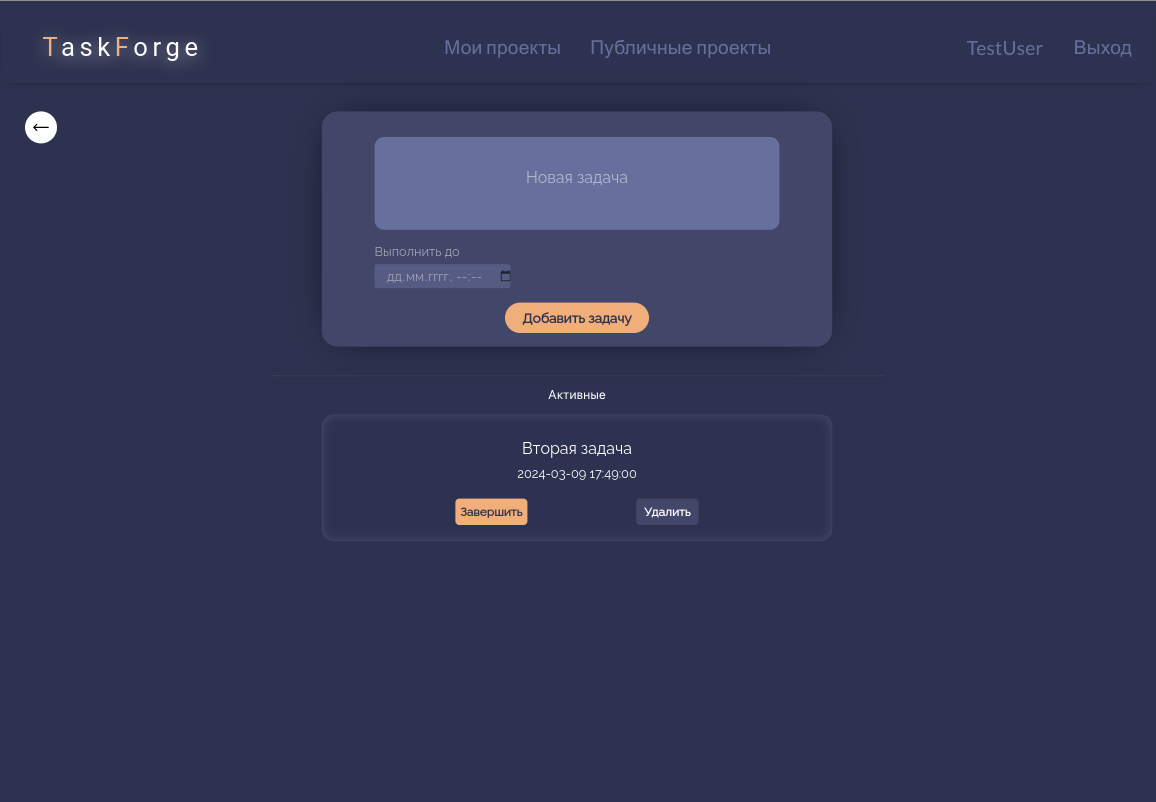 TaskForge
Мои проекты
Публичные проекты
TestUser
Выход
←
Новая задача
Выполнить до
дд.мм.гггг, --:--
Добавить задачу
Активные
Вторая задача
2024-03-09 17:49:00
Завершить
Удалить